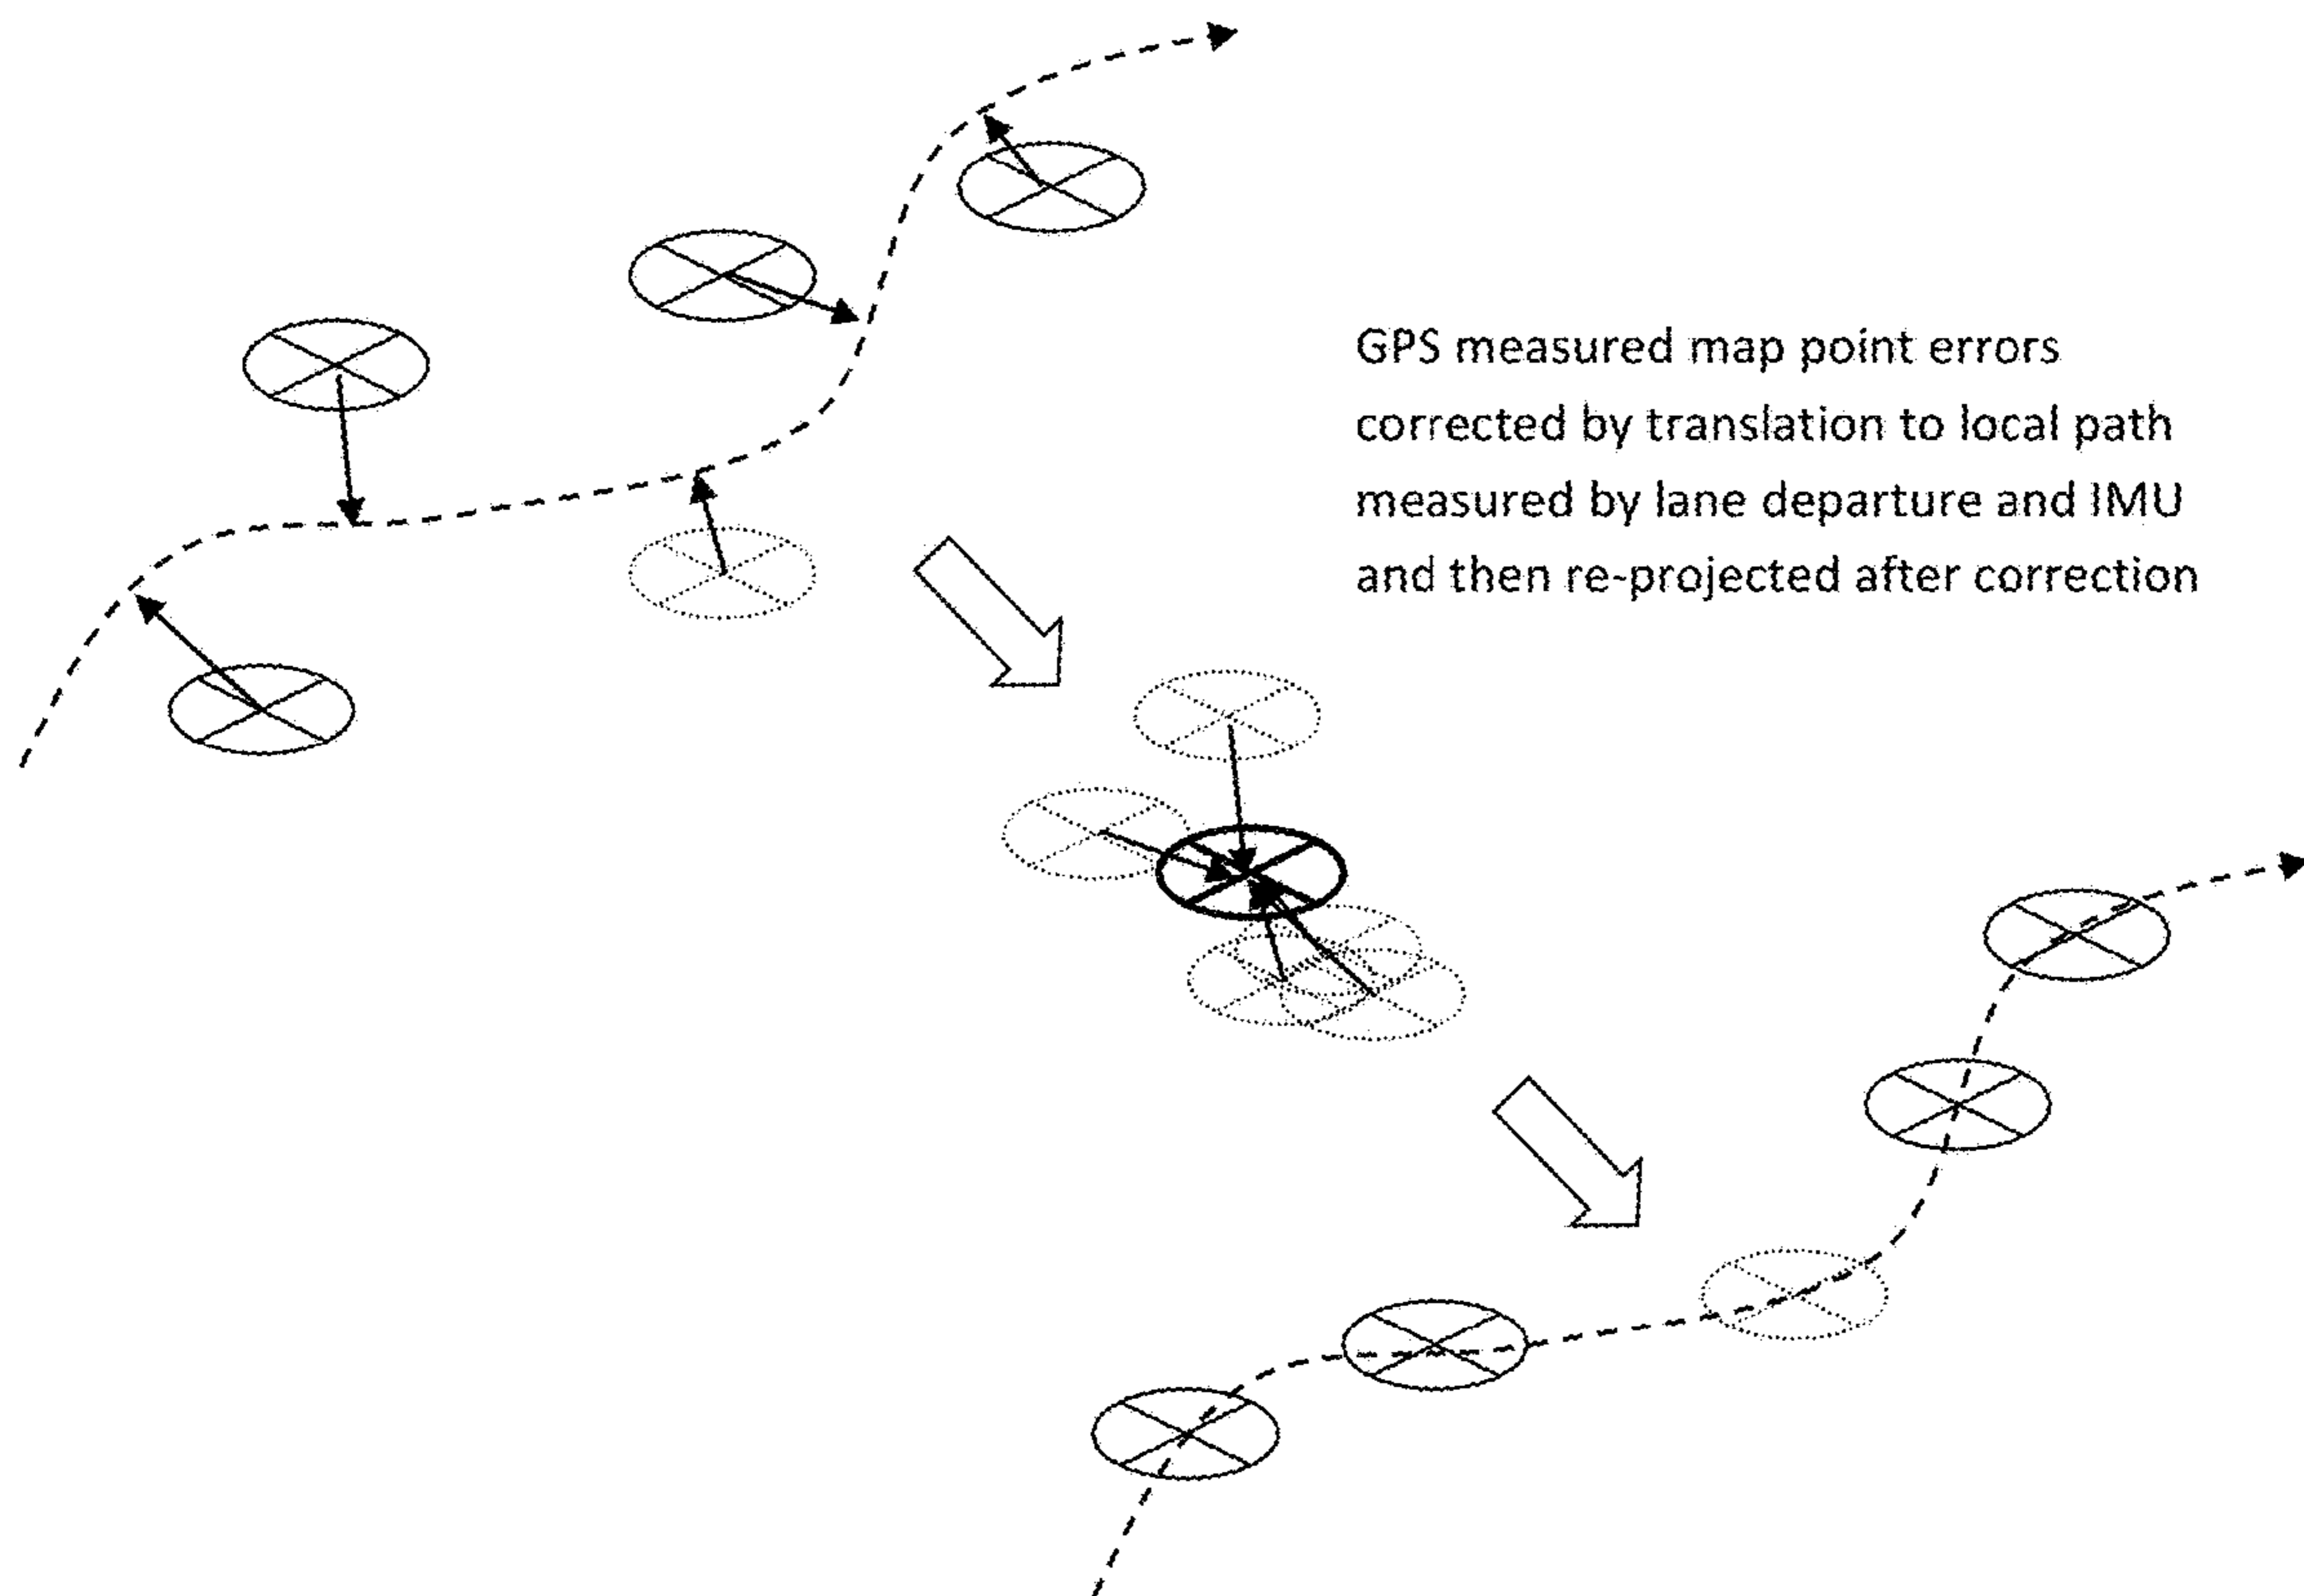 GPS measured map point errors
corrected by translation to local path
measured by lane departure and IMU
and then re-projected after correction